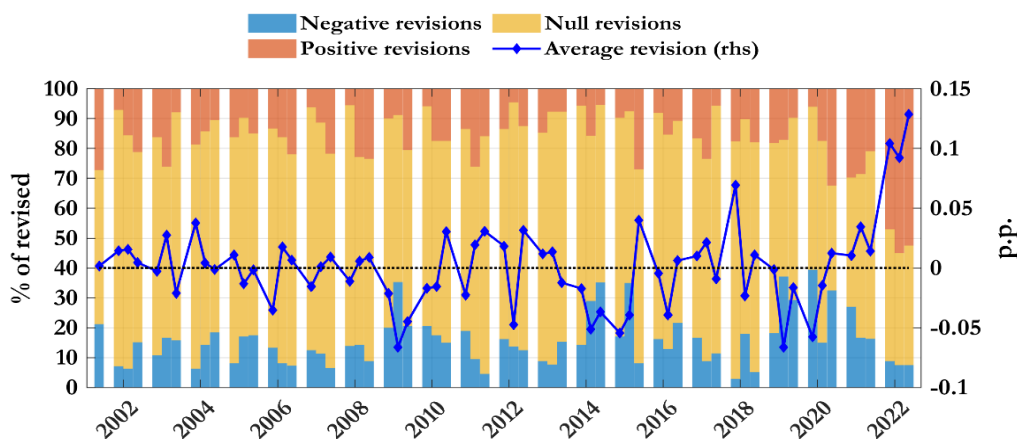 Negative revisions Null revisions
Positive revisions Average revision (rhs)
100 0.15
90
80 0.1
70
60 0.05
50
40 0
30
20 -0.05
10
0 -0.1
% of revised
p.p.
2002 2004 2006 2008 2010 2012 2014 2016 2018 2020 2022